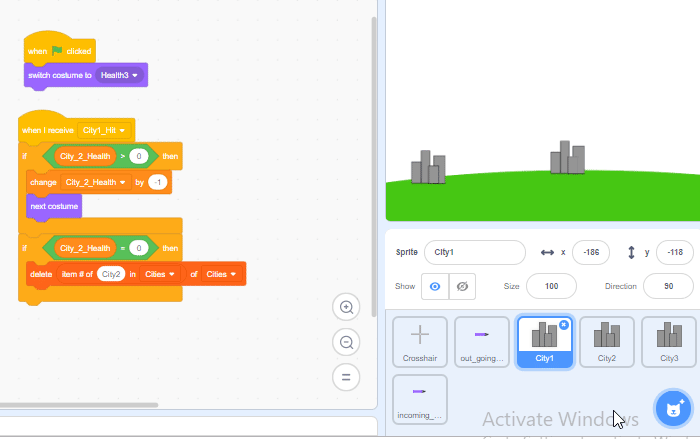 when clicked
switch costume to Health3
when I receive City1_Hit
if City_2_Health > 0 then
change City_2_Health by -1
next costume
if City_2_Health = 0 then
delete item # of City2 in Cities of Cities
Sprite City1 x -186 y -118
Show Size 100 Direction 90
Crosshair out_going... City1 City2 City3
incoming_...
Activate Windows